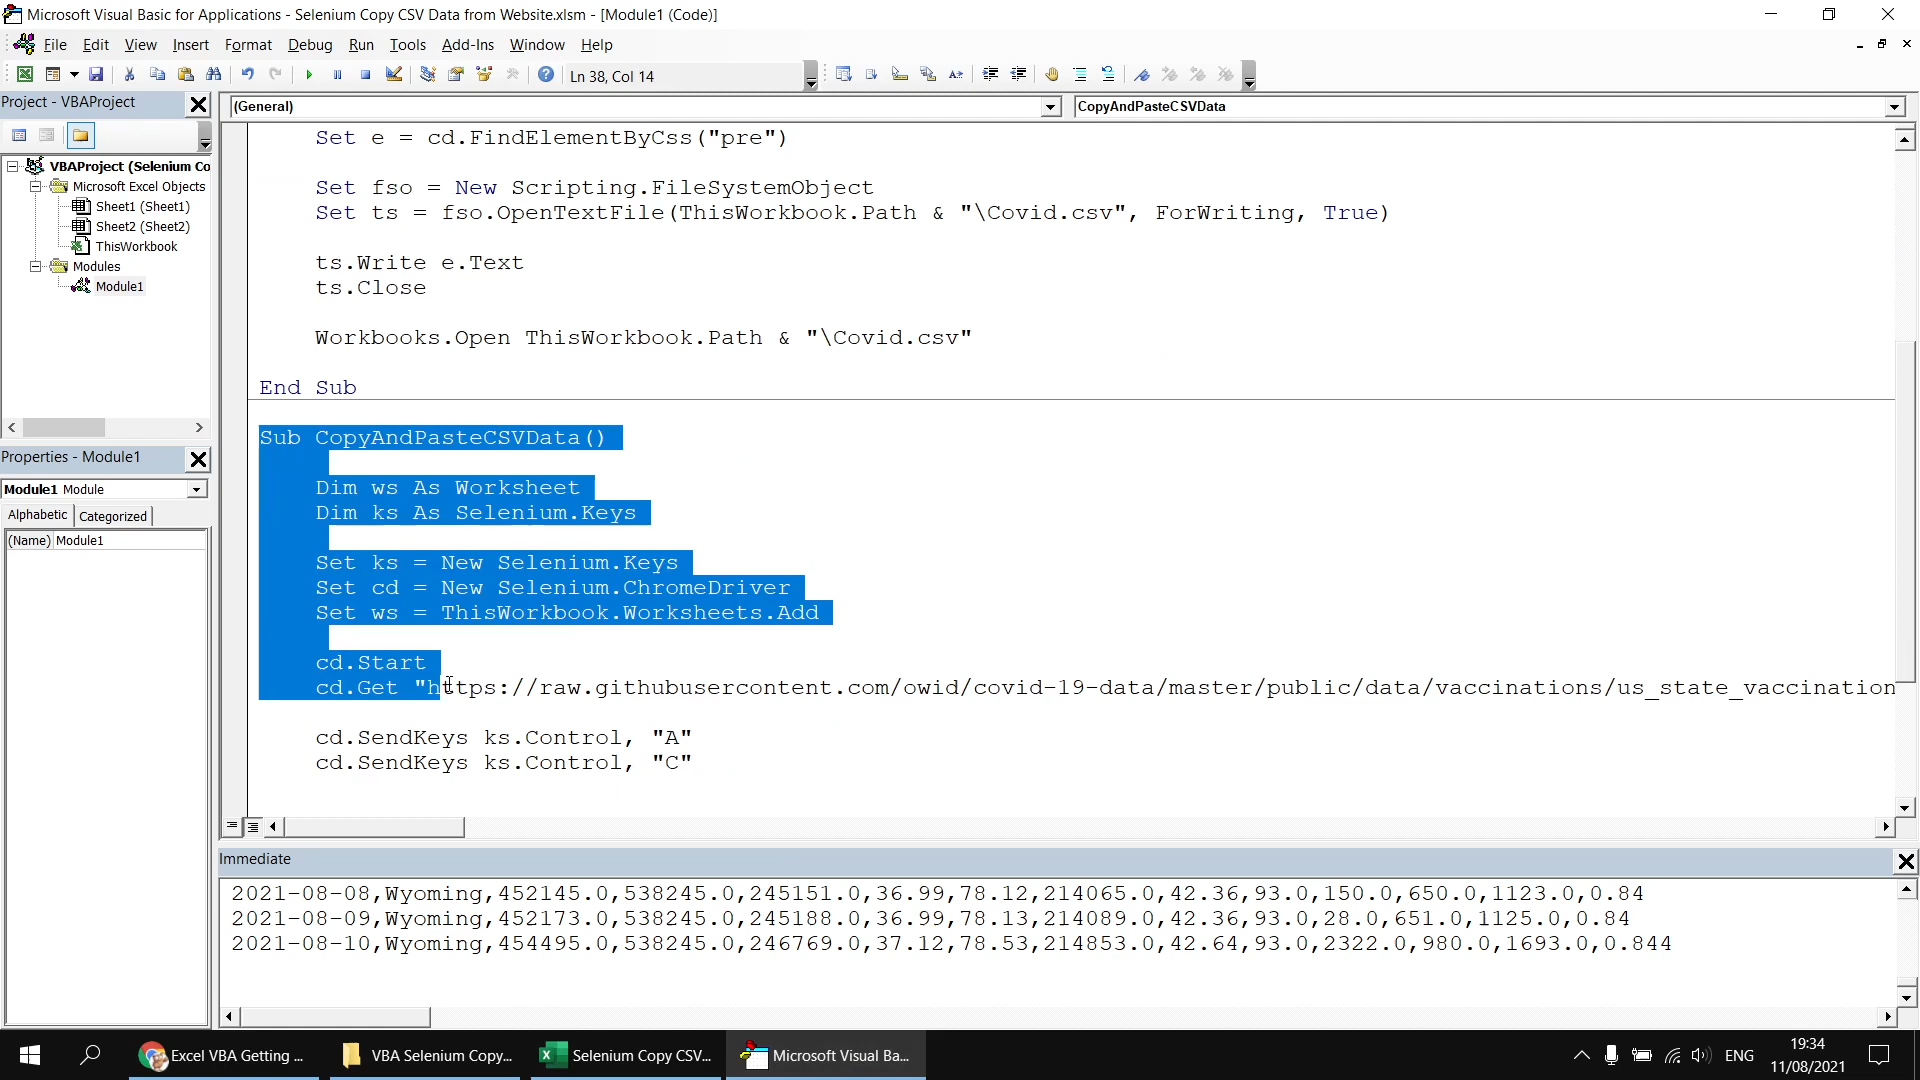 Microsoft Visual Basic for Applications - Selenium Copy CSV Data from Website.xlsm - [Module1 (Code)]
File Edit View Insert Format Debug Run Tools Add-Ins Window Help
Ln 38, Col 14
Project - VBAProject
(General)
CopyAndPasteCSVData
VBAProject (Selenium Co
Microsoft Excel Objects
Sheet1 (Sheet1)
Sheet2 (Sheet2)
ThisWorkbook
Modules
Module1
Properties - Module1
Module1 Module
Alphabetic Categorized
(Name) Module1
Set e = cd.FindElementByCss("pre")
Set fso = New Scripting.FileSystemObject
Set ts = fso.OpenTextFile(ThisWorkbook.Path & "\Covid.csv", ForWriting, True)
ts.Write e.Text
ts.Close
Workbooks.Open ThisWorkbook.Path & "\Covid.csv"
End Sub
Sub CopyAndPasteCSVData()
Dim ws As Worksheet
Dim ks As Selenium.Keys
Set ks = New Selenium.Keys
Set cd = New Selenium.ChromeDriver
Set ws = ThisWorkbook.Worksheets.Add
cd.Start
cd.Get "https://raw.githubusercontent.com/owid/covid-19-data/master/public/data/vaccinations/us_state_vaccination
cd.SendKeys ks.Control, "A"
cd.SendKeys ks.Control, "C"
Immediate
2021-08-08,Wyoming,452145.0,538245.0,245151.0,36.99,78.12,214065.0,42.36,93.0,150.0,650.0,1123.0,0.84
2021-08-09,Wyoming,452173.0,538245.0,245188.0,36.99,78.13,214089.0,42.36,93.0,28.0,651.0,1125.0,0.84
2021-08-10,Wyoming,454495.0,538245.0,246769.0,37.12,78.53,214853.0,42.64,93.0,2322.0,980.0,1693.0,0.844
Excel VBA Getting ...
VBA Selenium Copy...
Selenium Copy CSV...
Microsoft Visual Ba...
ENG
19:34
11/08/2021